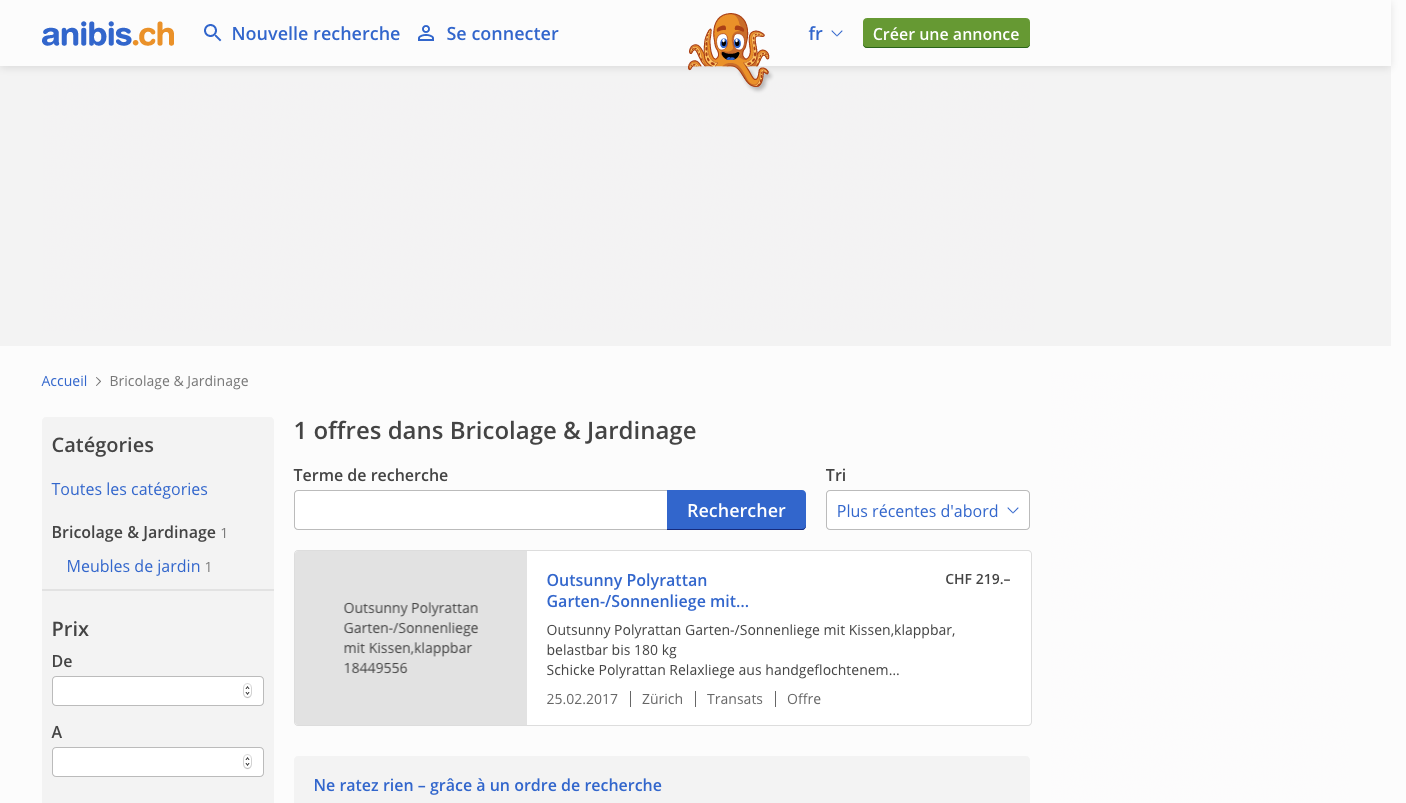 anibis.ch
Nouvelle recherche
Se connecter
fr
Créer une annonce
Accueil
Bricolage & Jardinage
Catégories
Toutes les catégories
Bricolage & Jardinage 1
Meubles de jardin 1
Prix
De
A
1 offres dans Bricolage & Jardinage
Terme de recherche
Rechercher
Tri
Plus récentes d'abord
Outsunny Polyrattan
Garten-/Sonnenliege
mit Kissen,klappbar
18449556
Outsunny Polyrattan
Garten-/Sonnenliege mit...
CHF 219.–
Outsunny Polyrattan Garten-/Sonnenliege mit Kissen,klappbar,
belastbar bis 180 kg
Schicke Polyrattan Relaxliege aus handgeflochtenem...
25.02.2017 | Zürich | Transats | Offre
Ne ratez rien – grâce à un ordre de recherche